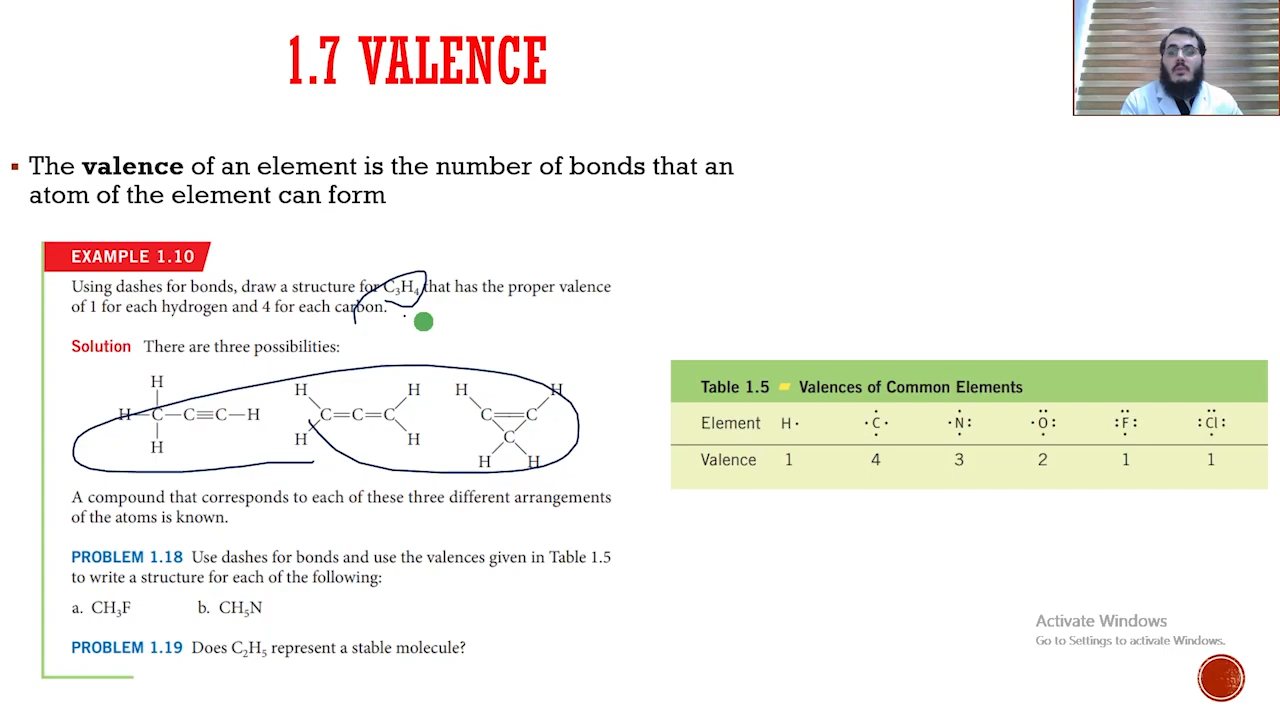 1.7 VALENCE
▪ The valence of an element is the number of bonds that an
atom of the element can form
EXAMPLE 1.10
Using dashes for bonds, draw a structure for C₃H₄ that has the proper valence
of 1 for each hydrogen and 4 for each carbon.
Solution There are three possibilities:
H
H—C—C≡C—H
H
H H
C=C=C
H H
H H
C=C
C
H H
A compound that corresponds to each of these three different arrangements
of the atoms is known.
PROBLEM 1.18 Use dashes for bonds and use the valences given in Table 1.5
to write a structure for each of the following:
a. CH₃F b. CH₅N
PROBLEM 1.19 Does C₂H₅ represent a stable molecule?
Table 1.5 Valences of Common Elements
Element H· ·C· ·N: ·O: :F: :Cl:
Valence 1 4 3 2 1 1
Activate Windows
Go to Settings to activate Windows.